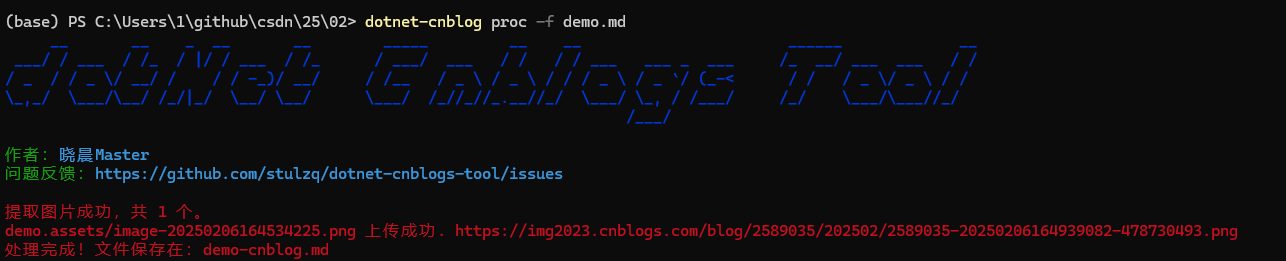 (base) PS C:\Users\1\github\csdn\25\02> dotnet-cnblog proc -f demo.md
dotNet Cnblogs Tool
作者：晓晨Master
问题反馈：https://github.com/stulzq/dotnet-cnblogs-tool/issues
提取图片成功，共 1 个。
demo.assets/image-20250206164534225.png 上传成功. https://img2023.cnblogs.com/blog/2589035/202502/2589035-20250206164939082-478730493.png
处理完成！文件保存在：demo-cnblog.md